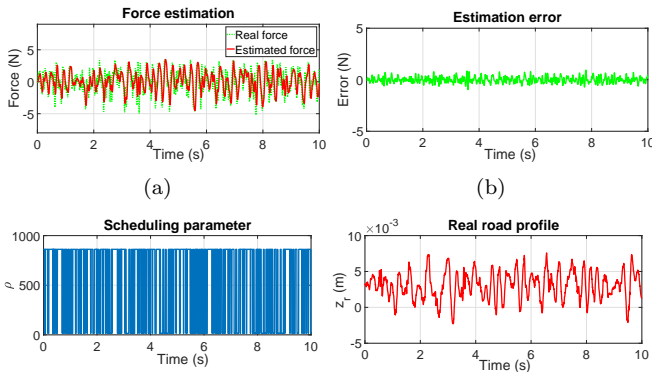 Force estimation
Real force
Estimated force
Force (N)
5
0
-5
0 2 4 6 8 10
Time (s)
(a)
Estimation error
Error (N)
5
0
-5
0 2 4 6 8 10
Time (s)
(b)
Scheduling parameter
ρ
1000
500
0
0 2 4 6 8 10
Time (s)
Real road profile
×10⁻³
z_r (m)
10
5
0
-5
0 2 4 6 8 10
Time (s)